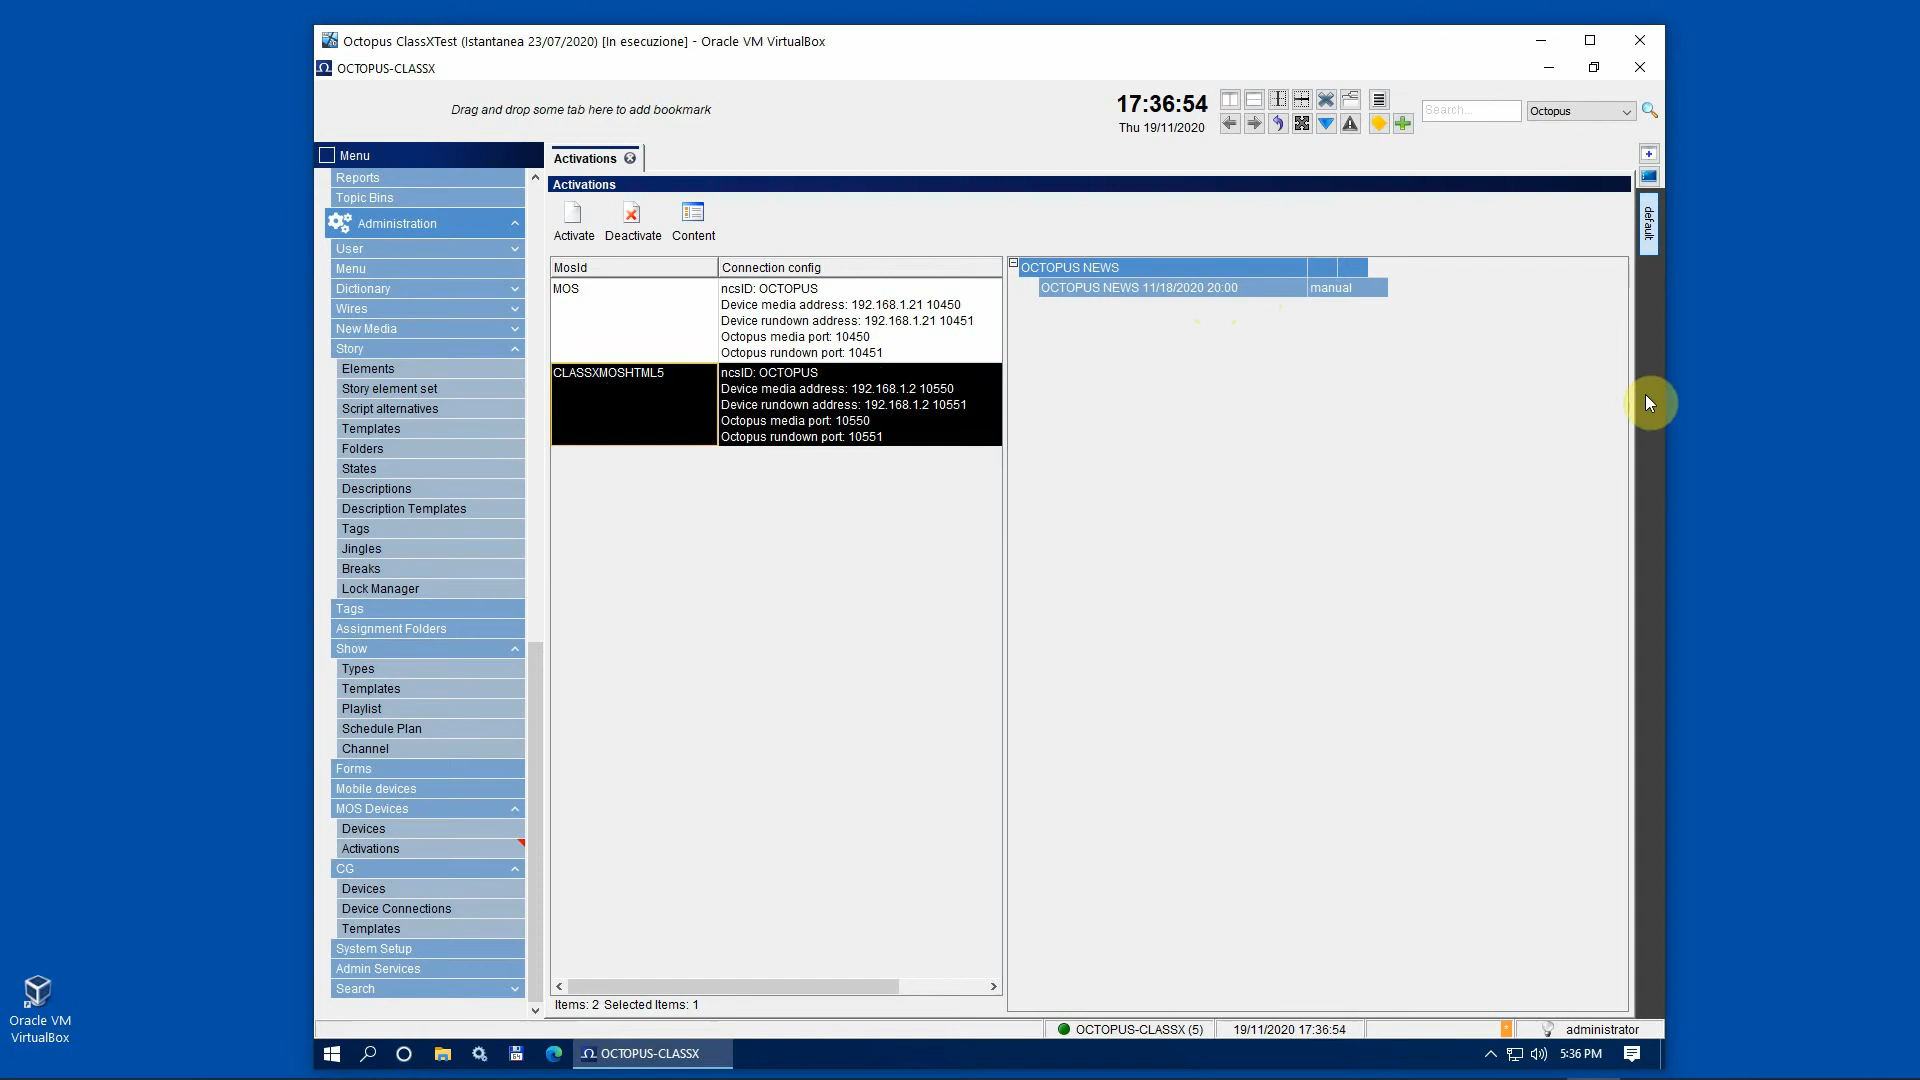 Octopus ClassXTest (Istantanea 23/07/2020) [In esecuzione] - Oracle VM VirtualBox
OCTOPUS-CLASSX
Drag and drop some tab here to add bookmark
17:36:54
Thu 19/11/2020
Search...
Octopus
Menu
Reports
Topic Bins
Administration
User
Menu
Dictionary
Wires
New Media
Story
Elements
Story element set
Script alternatives
Templates
Folders
States
Descriptions
Description Templates
Tags
Jingles
Breaks
Lock Manager
Tags
Assignment Folders
Show
Types
Templates
Playlist
Schedule Plan
Channel
Forms
Mobile devices
MOS Devices
Devices
Activations
CG
Devices
Device Connections
Templates
System Setup
Admin Services
Search
Activations
Activations
Activate Deactivate Content
MosId Connection config
MOS
ncsID: OCTOPUS
Device media address: 192.168.1.21 10450
Device rundown address: 192.168.1.21 10451
Octopus media port: 10450
Octopus rundown port: 10451
CLASSXMOSHTML5
ncsID: OCTOPUS
Device media address: 192.168.1.2 10550
Device rundown address: 192.168.1.2 10551
Octopus media port: 10550
Octopus rundown port: 10551
Items: 2 Selected Items: 1
OCTOPUS NEWS
OCTOPUS NEWS 11/18/2020 20:00 manual
default
OCTOPUS-CLASSX (5)
19/11/2020 17:36:54
administrator
OCTOPUS-CLASSX
5:36 PM
Oracle VM
VirtualBox